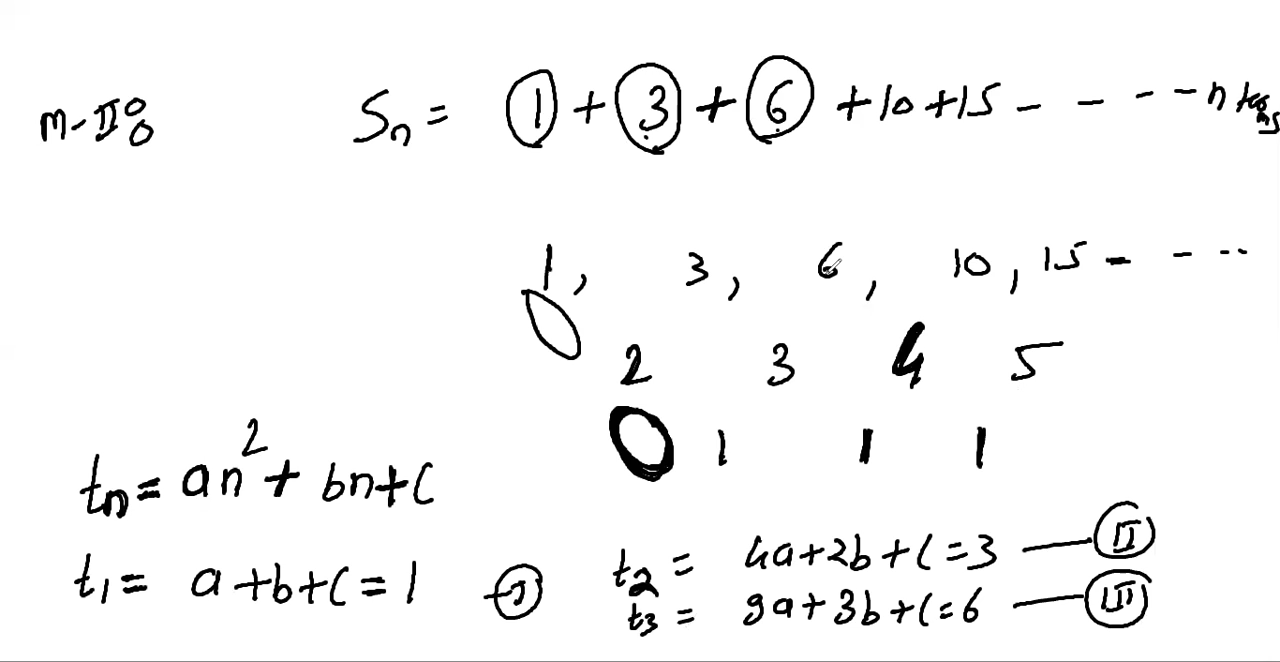 m-II: Sn = 1 + 3 + 6 + 10 + 15 - - - - - n terms
1, 3, 6, 10, 15 - - - -
2 3 4 5
0 1 1 1
tn = an² + bn + c
t1 = a + b + c = 1 — I
t2 = 4a + 2b + c = 3 — II
t3 = 9a + 3b + c = 6 — III